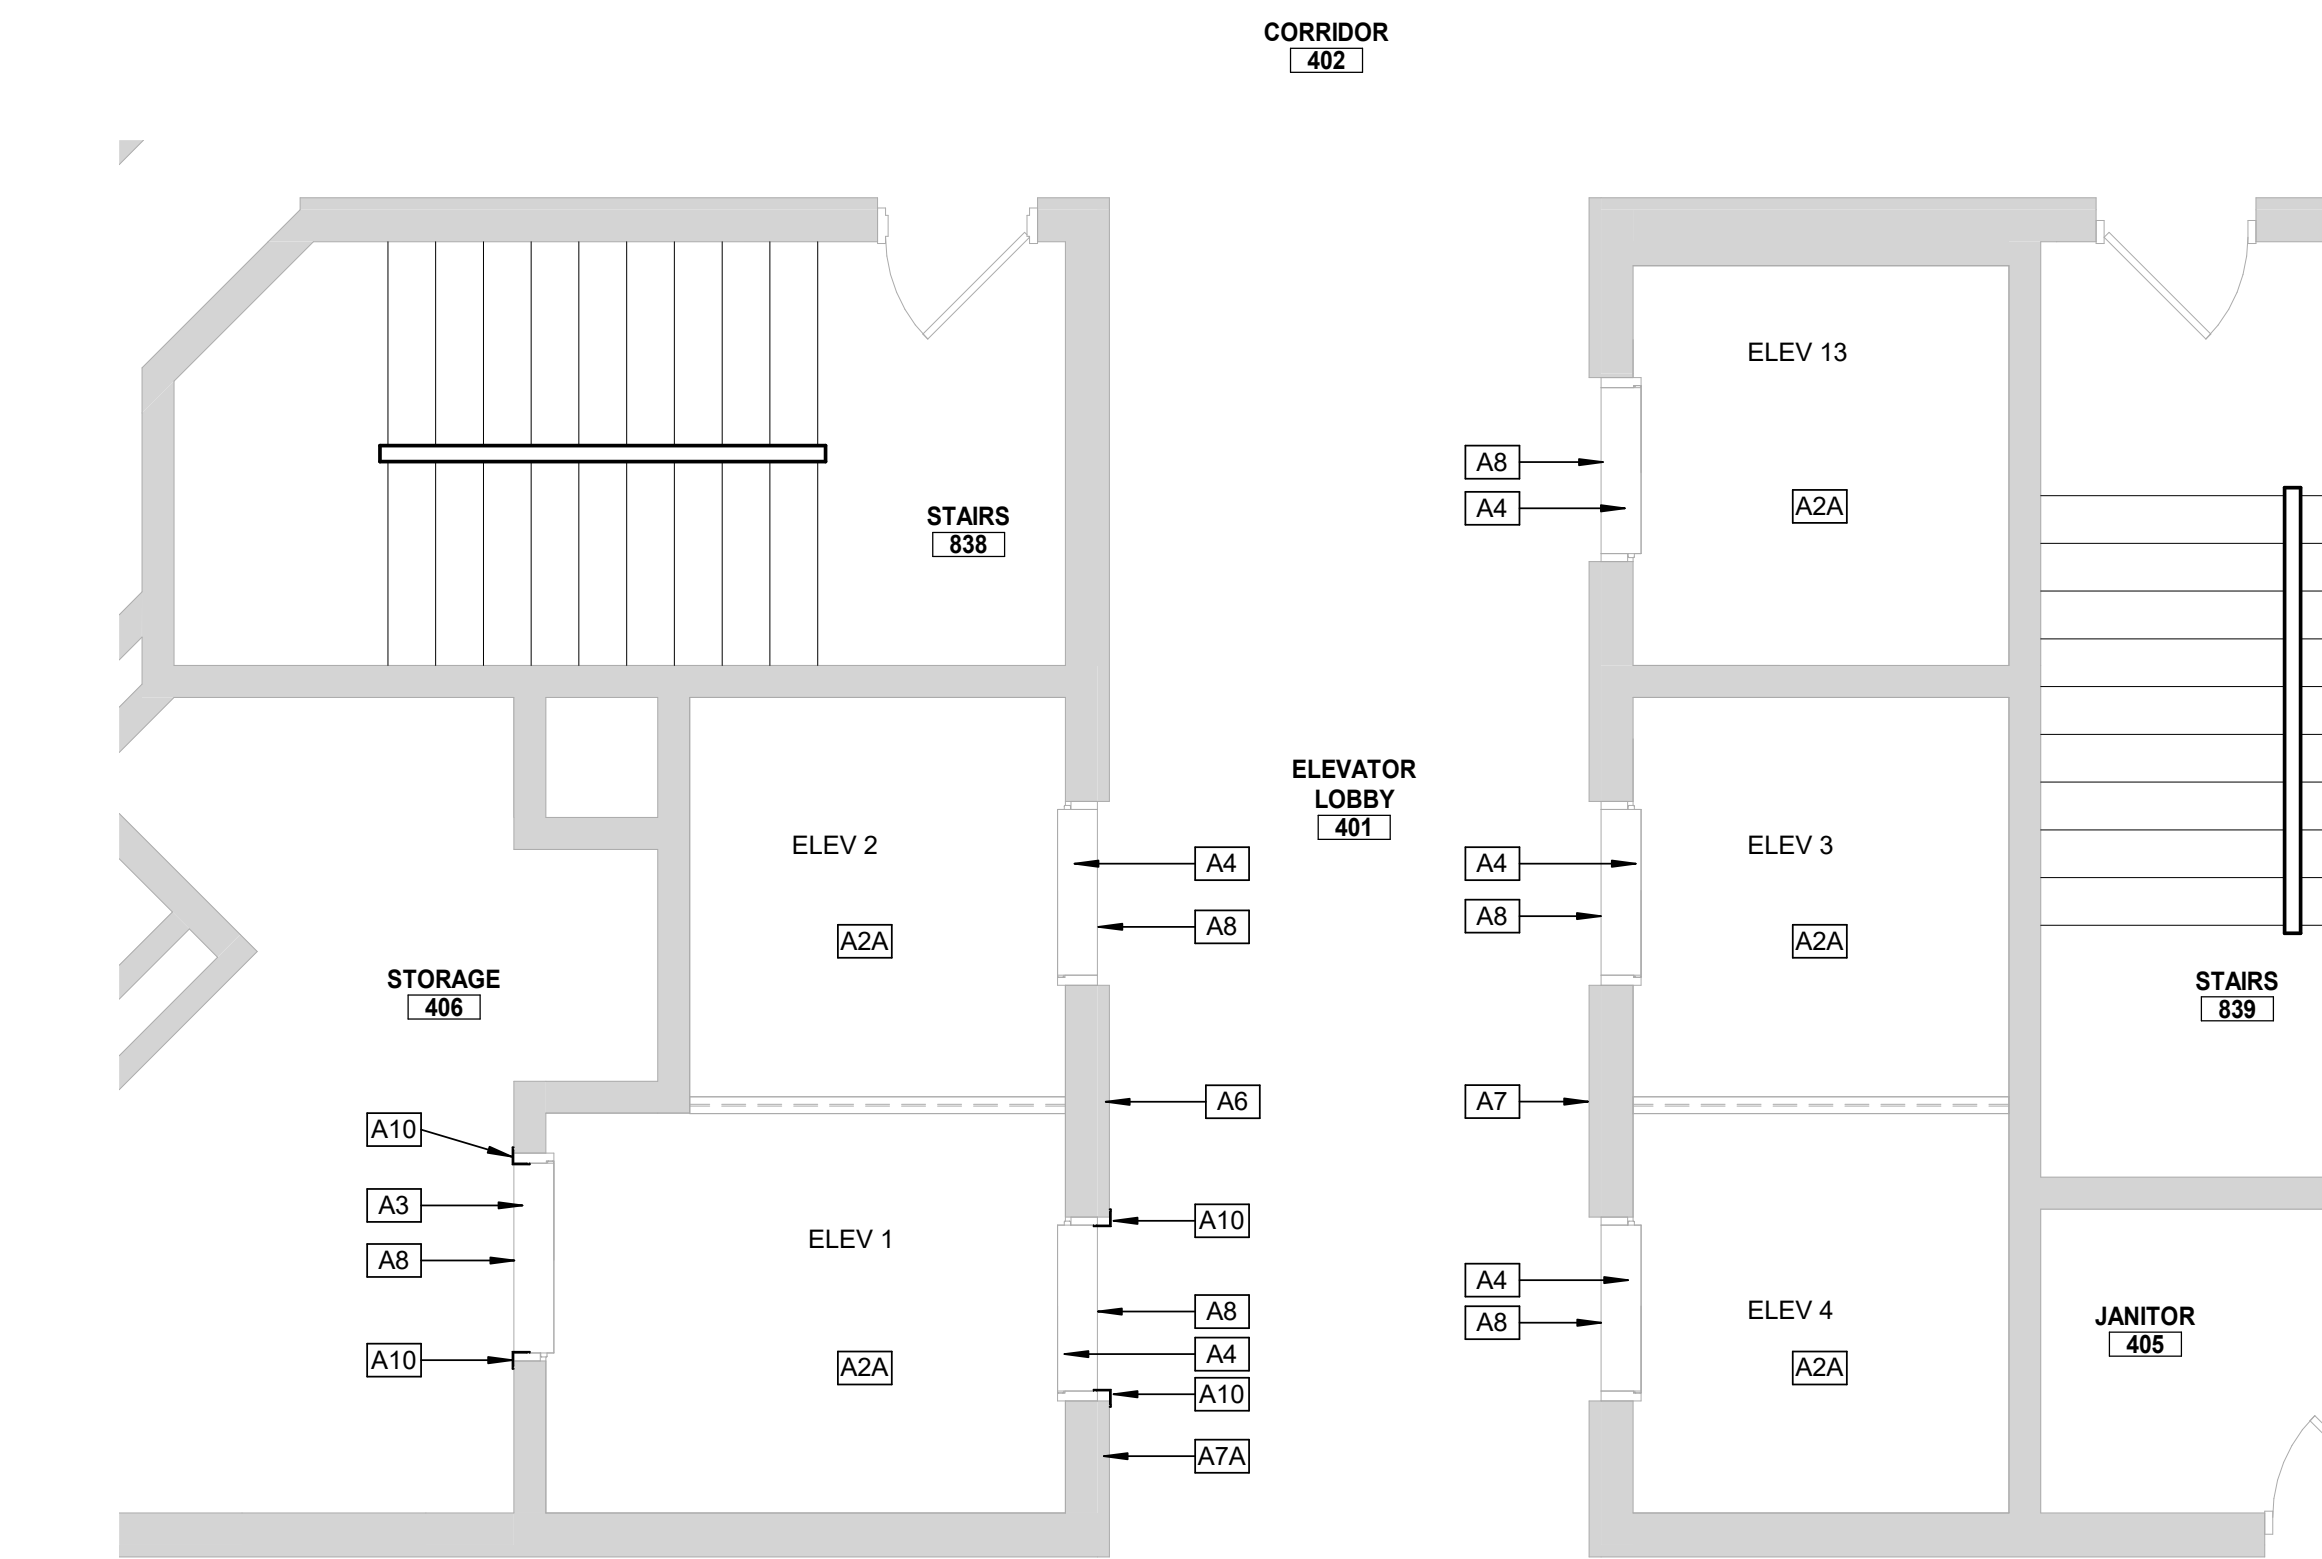 CORRIDOR
402
ELEV 13
A8
A4
A2A
STAIRS
838
ELEVATOR
LOBBY
401
ELEV 2
A4
A8
A2A
A4
A8
ELEV 3
A2A
STORAGE
406
STAIRS
839
A6
A7
A10
A3
A8
A10
ELEV 1
A2A
A10
A8
A4
A10
A7A
A4
A8
ELEV 4
A2A
JANITOR
405